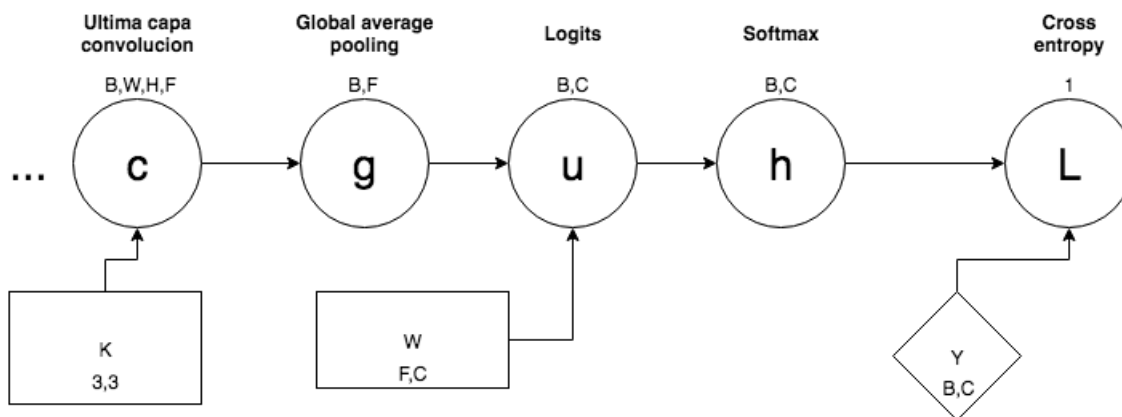 Ultima capa
convolucion
Global average
pooling
Logits
Softmax
Cross
entropy
B,W,H,F
B,F
B,C
B,C
1
...
c
g
u
h
L
K
3,3
W
F,C
Y
B,C